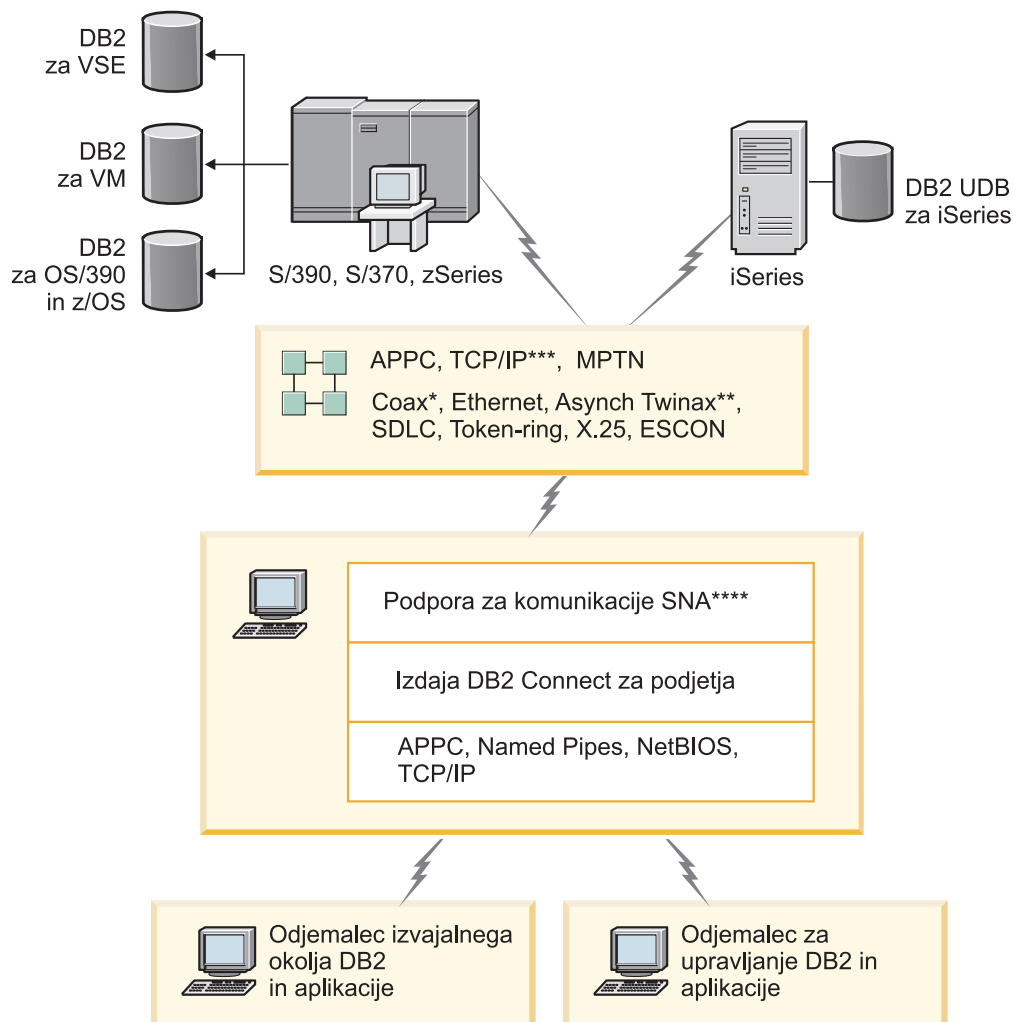 DB2
za VSE
DB2
za VM
DB2
za OS/390
in z/OS
S/390, S/370, zSeries
iSeries
DB2 UDB
za iSeries
APPC, TCP/IP***, MPTN
Coax*, Ethernet, Asynch Twinax**,
SDLC, Token-ring, X.25, ESCON
Podpora za komunikacije SNA****
Izdaja DB2 Connect za podjetja
APPC, Named Pipes, NetBIOS,
TCP/IP
Odjemalec izvajalnega
okolja DB2
in aplikacije
Odjemalec za
upravljanje DB2 in
aplikacije